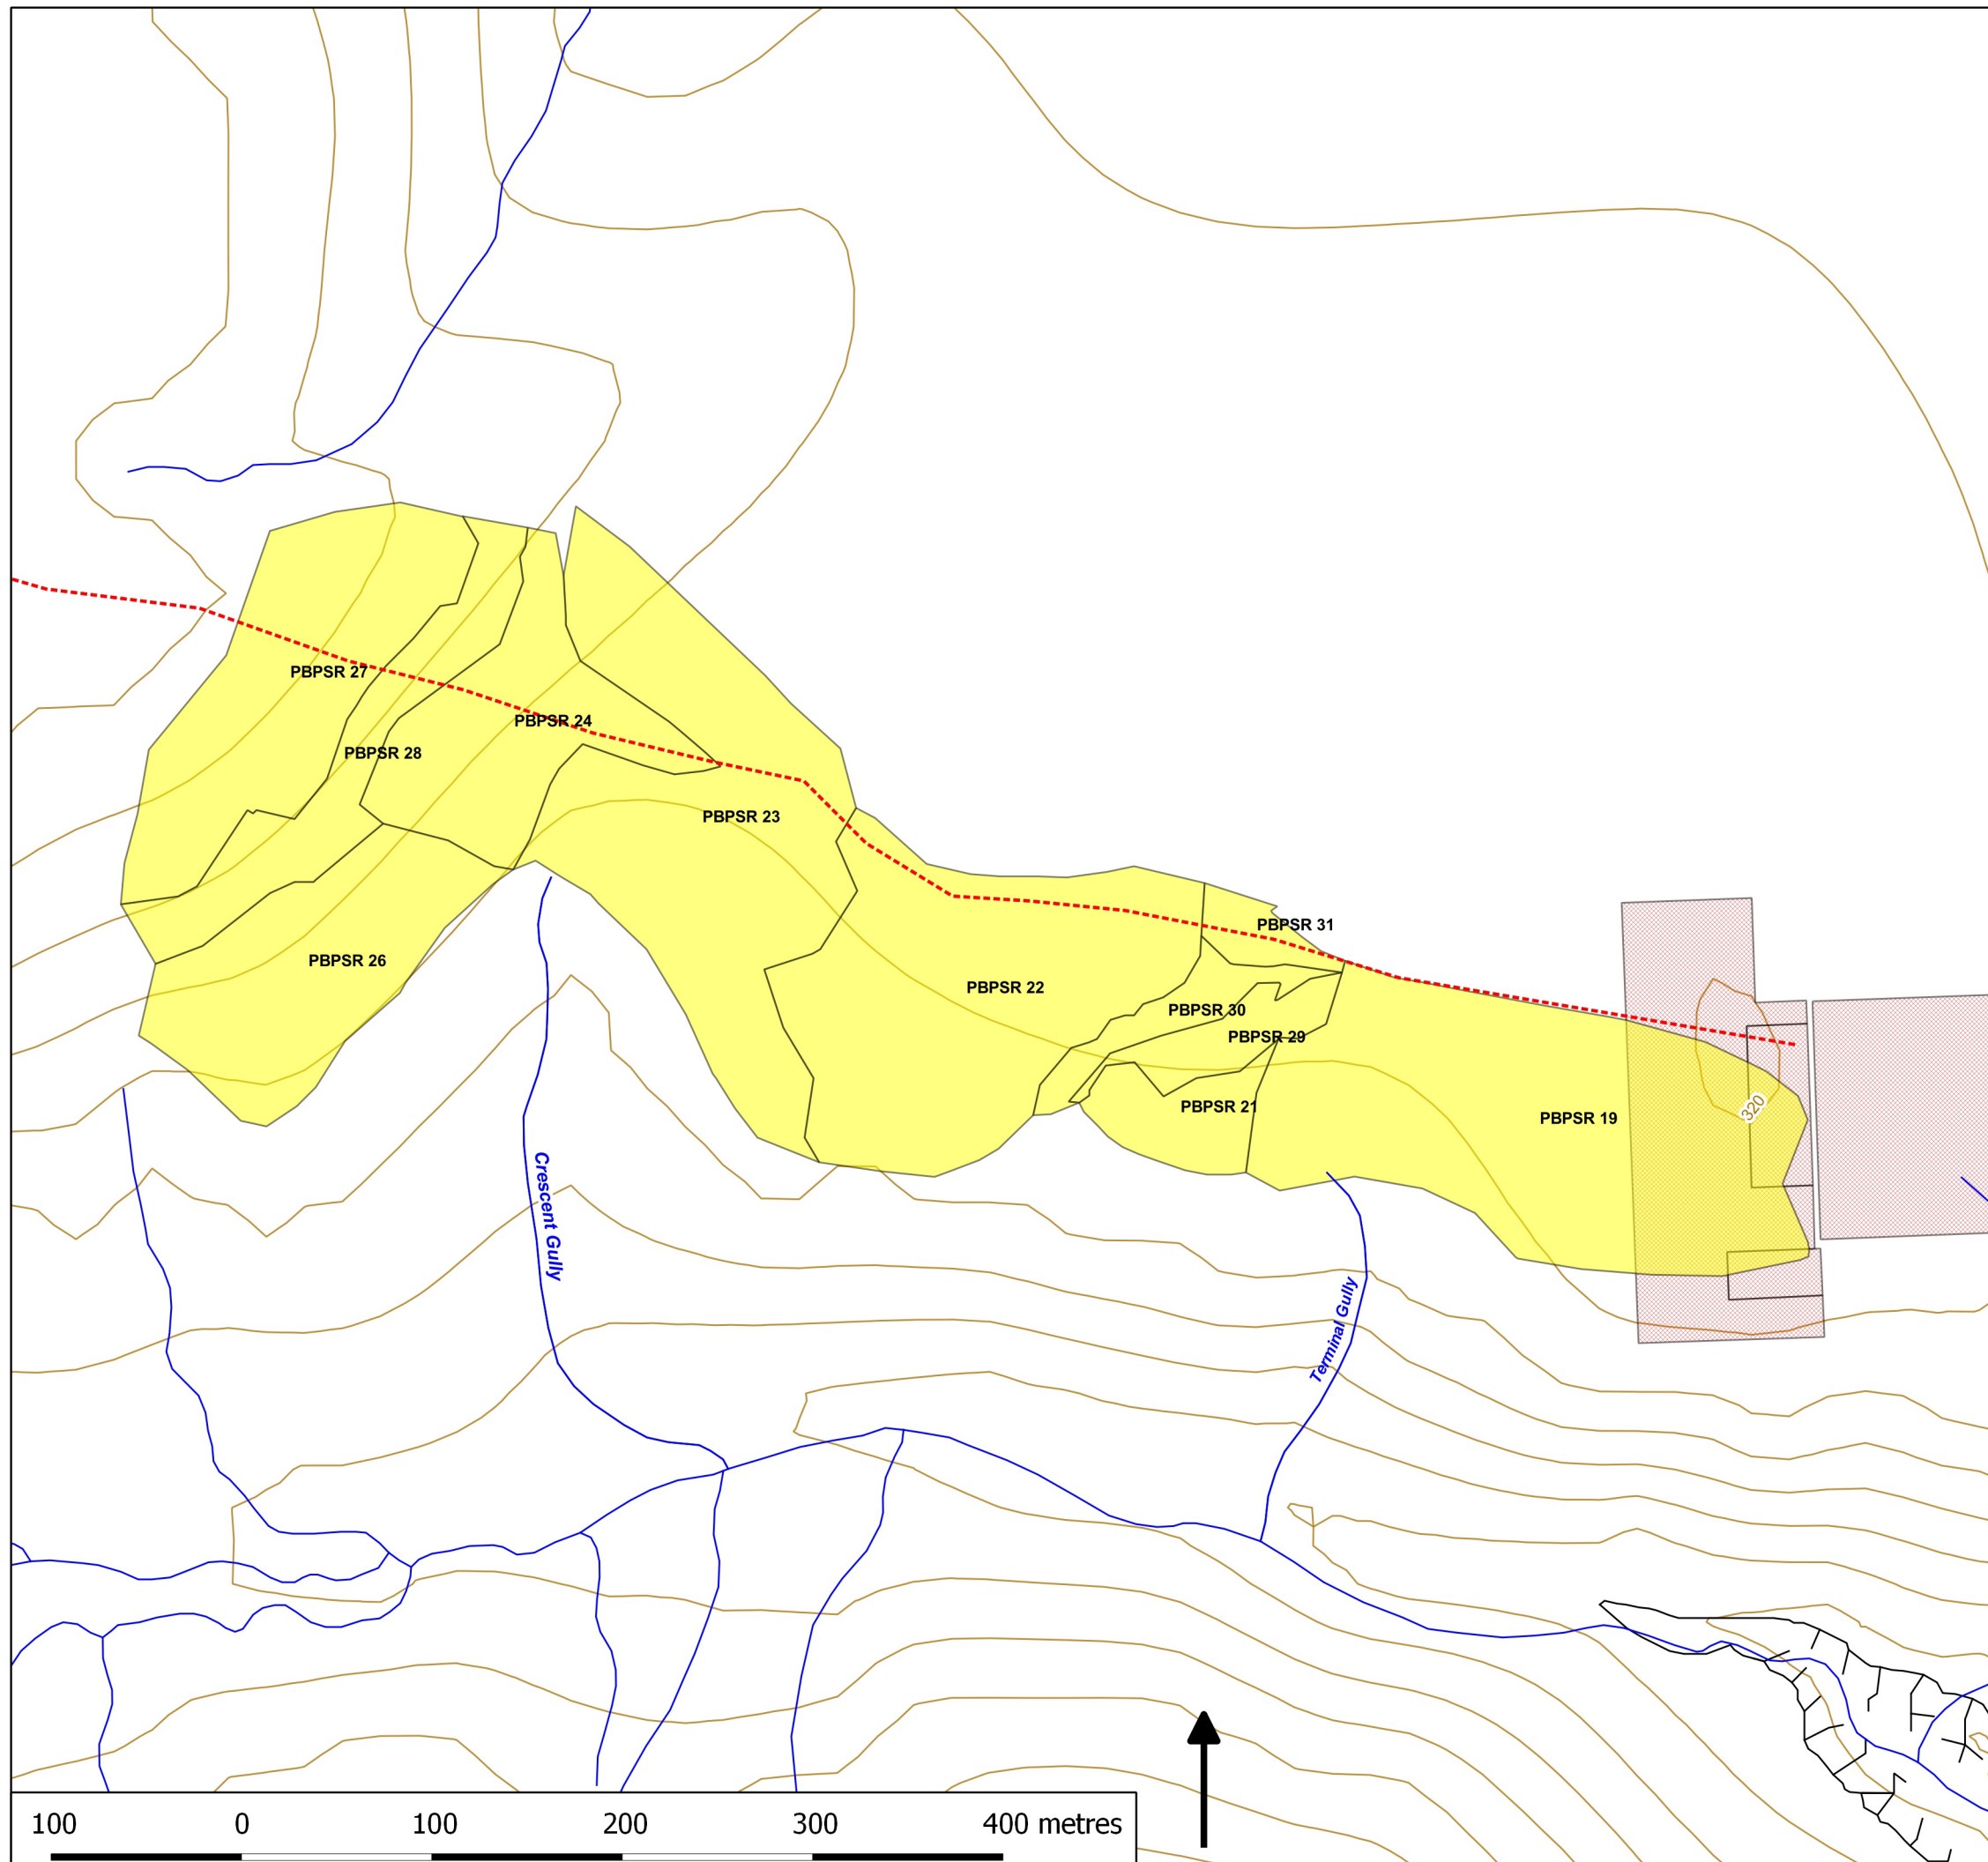 PBPSR 27
PBPSR 24
PBPSR 28
PBPSR 23
PBPSR 31
PBPSR 26
PBPSR 22
PBPSR 30
PBPSR 29
PBPSR 21
PBPSR 19
320
Crescent Gully
Terminal Gully
100 0 100 200 300 400 metres